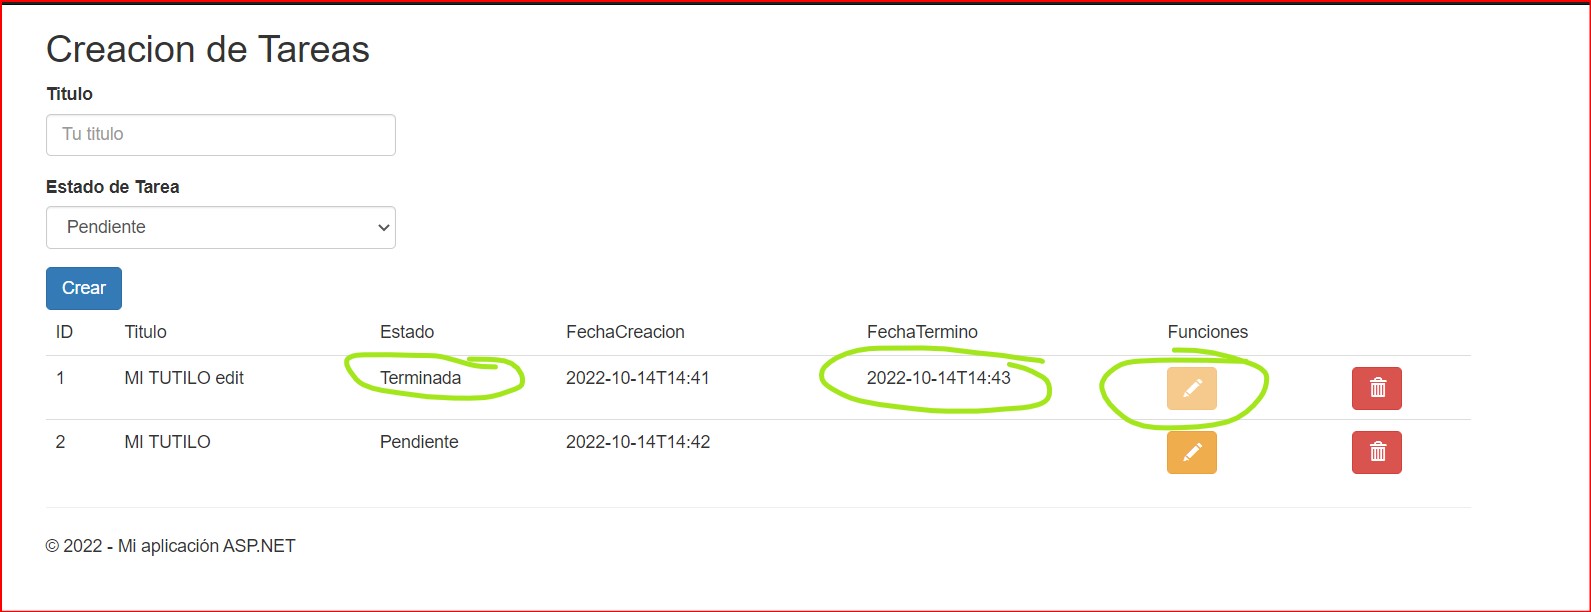 Creacion de Tareas
Titulo
Tu titulo
Estado de Tarea
Pendiente
Crear
ID Titulo Estado FechaCreacion FechaTermino Funciones
1 MI TUTILO edit Terminada 2022-10-14T14:41 2022-10-14T14:43
2 MI TUTILO Pendiente 2022-10-14T14:42
© 2022 - Mi aplicación ASP.NET